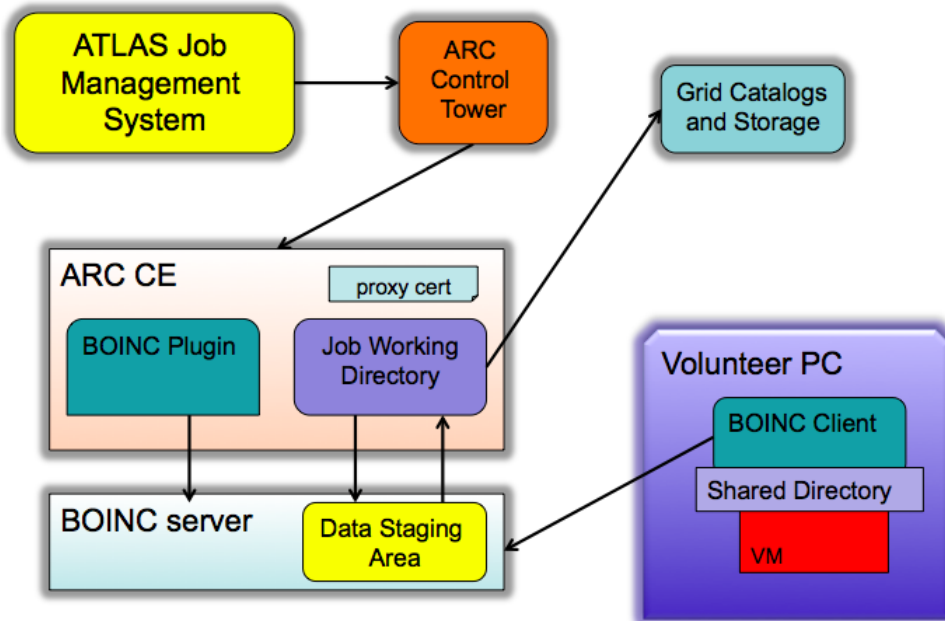 ATLAS Job
Management
System
ARC
Control
Tower
Grid Catalogs
and Storage
ARC CE
proxy cert
BOINC Plugin
Job Working
Directory
Volunteer PC
BOINC Client
Shared Directory
VM
BOINC server
Data Staging
Area